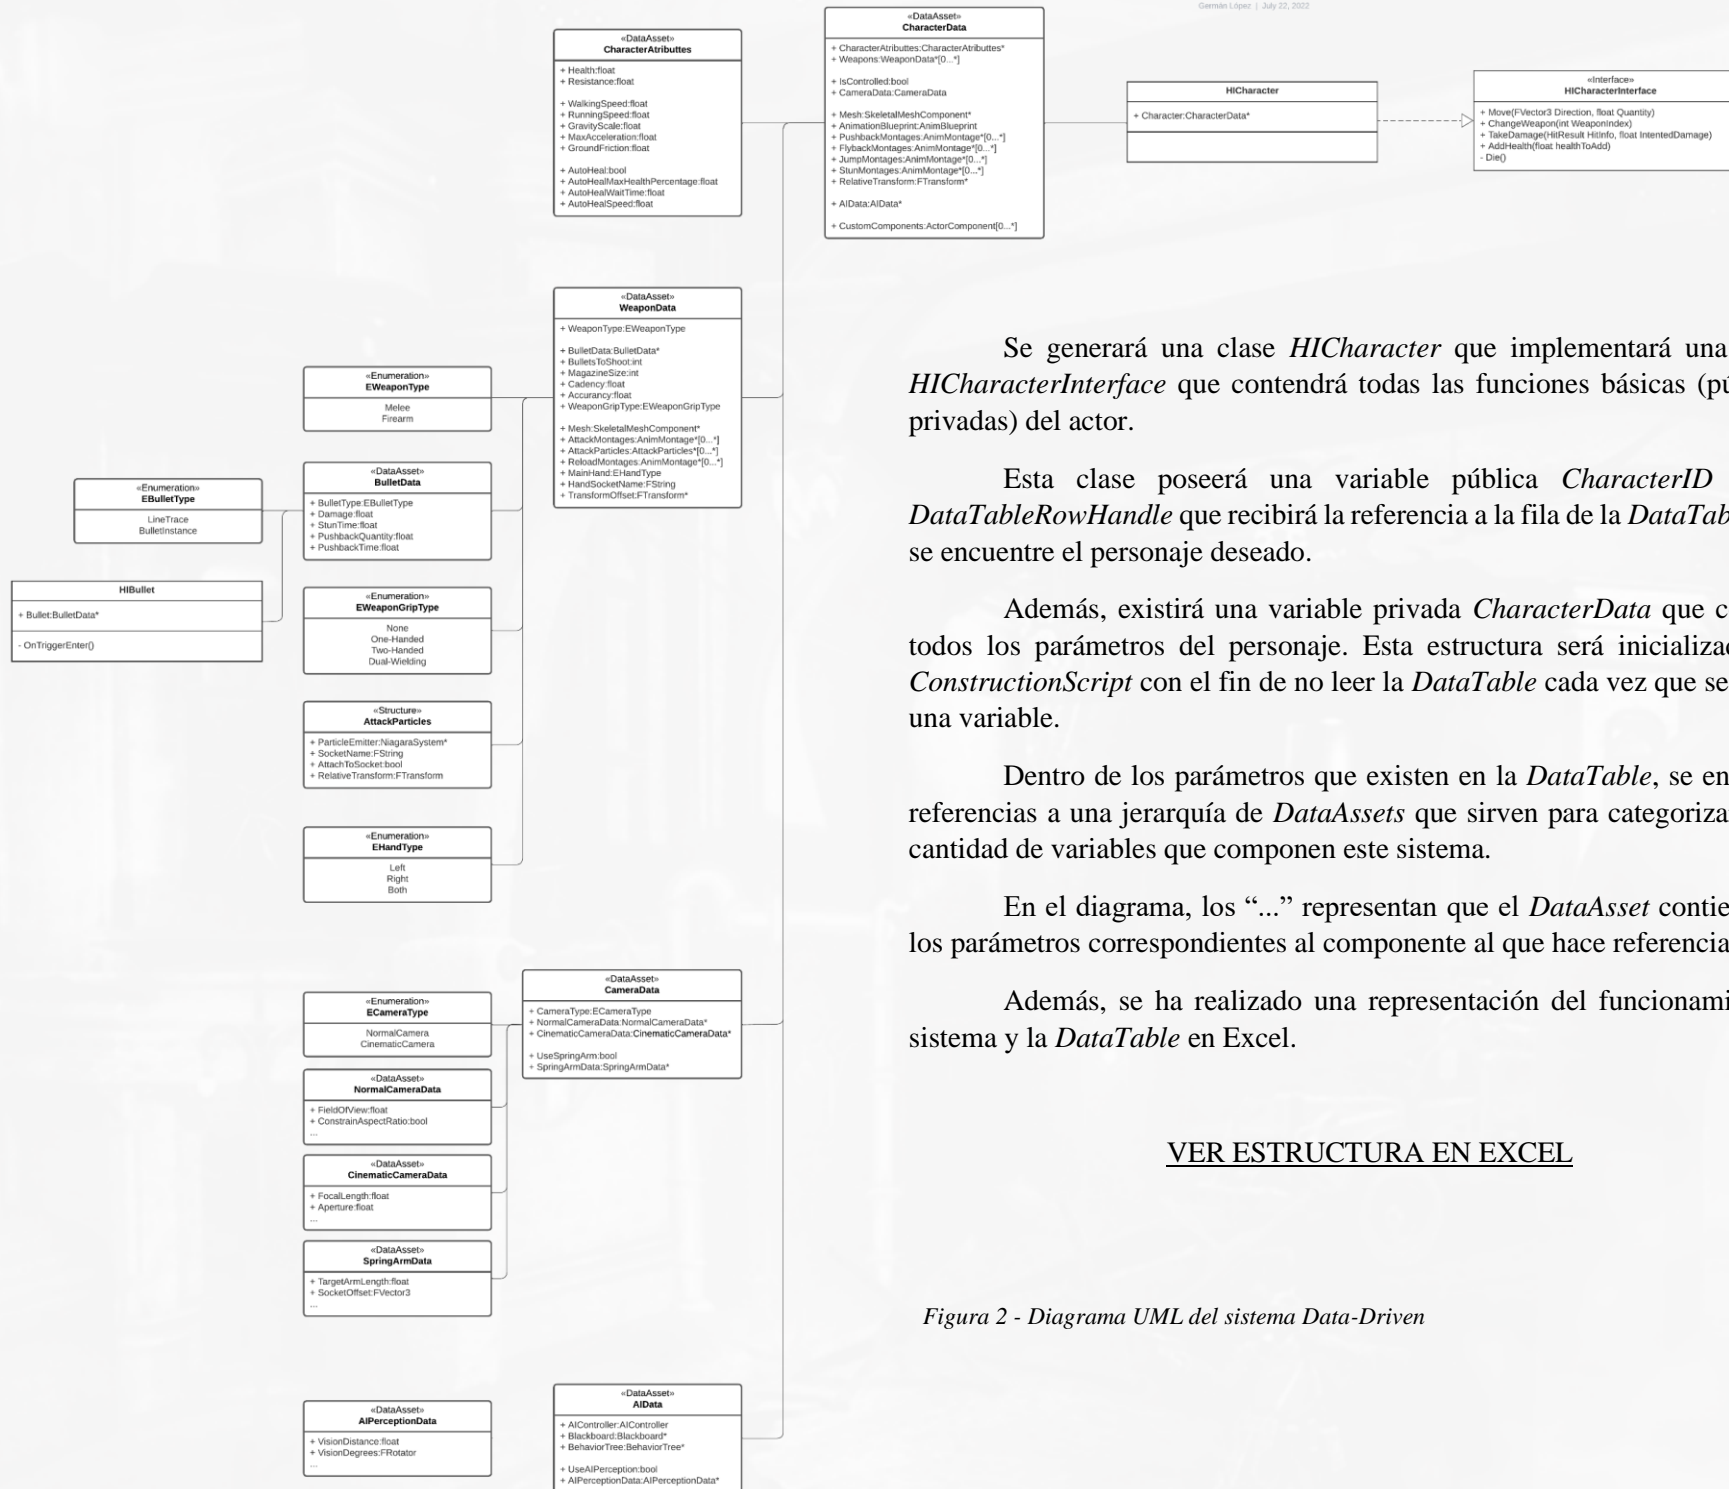 Germán López | July 22, 2022
«DataAsset»
CharacterAtributtes
+ Health:float
+ Resistance:float
+ WalkingSpeed:float
+ RunningSpeed:float
+ GravityScale:float
+ MaxAcceleration:float
+ GroundFriction:float
+ AutoHeal:bool
+ AutoHealMaxHealthPercentage:float
+ AutoHealWaitTime:float
+ AutoHealSpeed:float
«DataAsset»
CharacterData
+ CharacterAtributtes:CharacterAtributtes*
+ Weapons:WeaponData*[0...*]
+ IsControlled:bool
+ CameraData:CameraData
+ Mesh:SkeletalMeshComponent*
+ AnimationBlueprint:AnimBlueprint
+ PushbackMontages:AnimMontage*[0...*]
+ FlybackMontages:AnimMontage*[0...*]
+ JumpMontages:AnimMontage*[0...*]
+ StunMontages:AnimMontage*[0...*]
+ RelativeTransform:FTransform*
+ AIData:AIData*
+ CustomComponents:ActorComponent[0...*]
HICharacter
+ Character:CharacterData*
«Interface»
HICharacterInterface
+ Move(FVector3 Direction, float Quantity)
+ ChangeWeapon(int WeaponIndex)
+ TakeDamage(HitResult HitInfo, float IntentedDamage)
+ AddHealth(float healthToAdd)
- Die()
«DataAsset»
WeaponData
+ WeaponType:EWeaponType
+ BulletData:BulletData*
+ BulletsToShoot:int
+ MagazineSize:int
+ Cadency:float
+ Accurancy:float
+ WeaponGripType:EWeaponGripType
+ Mesh:SkeletalMeshComponent*
+ AttackMontages:AnimMontage*[0...*]
+ AttackParticles:AttackParticles*[0...*]
+ ReloadMontages:AnimMontage*[0...*]
+ MainHand:EHandType
+ HandSocketName:FString
+ TransformOffset:FTransform*
«Enumeration»
EWeaponType
Melee
Firearm
«DataAsset»
BulletData
+ BulletType:EBulletType
+ Damage:float
+ StunTime:float
+ PushbackQuantity:float
+ PushbackTime:float
«Enumeration»
EBulletType
LineTrace
BulletInstance
HIBullet
+ Bullet:BulletData*
- OnTriggerEnter()
«Enumeration»
EWeaponGripType
None
One-Handed
Two-Handed
Dual-Wielding
«Structure»
AttackParticles
+ ParticleEmitter:NiagaraSystem*
+ SocketName:FString
+ AttachToSocket:bool
+ RelativeTransform:FTransform
«Enumeration»
EHandType
Left
Right
Both
«DataAsset»
CameraData
+ CameraType:ECameraType
+ NormalCameraData:NormalCameraData*
+ CinematicCameraData:CinematicCameraData*
+ UseSpringArm:bool
+ SpringArmData:SpringArmData*
«Enumeration»
ECameraType
NormalCamera
CinematicCamera
«DataAsset»
NormalCameraData
+ FieldOfView:float
+ ConstrainAspectRatio:bool
...
«DataAsset»
CinematicCameraData
+ FocalLength:float
+ Aperture:float
...
«DataAsset»
SpringArmData
+ TargetArmLength:float
+ SocketOffset:FVector3
...
«DataAsset»
AIPerceptionData
+ VisionDistance:float
+ VisionDegrees:FRotator
...
«DataAsset»
AIData
+ AIController:AIController
+ Blackboard:Blackboard*
+ BehaviorTree:BehaviorTree*
+ UseAIPerception:bool
+ AIPerceptionData:AIPerceptionData*
Se generará una clase HICharacter que implementará una
HICharacterInterface que contendrá todas las funciones básicas (pú
privadas) del actor.
Esta clase poseerá una variable pública CharacterID
DataTableRowHandle que recibirá la referencia a la fila de la DataTab
se encuentre el personaje deseado.
Además, existirá una variable privada CharacterData que c
todos los parámetros del personaje. Esta estructura será inicializa
ConstructionScript con el fin de no leer la DataTable cada vez que se
una variable.
Dentro de los parámetros que existen en la DataTable, se en
referencias a una jerarquía de DataAssets que sirven para categoriza
cantidad de variables que componen este sistema.
En el diagrama, los “...” representan que el DataAsset contie
los parámetros correspondientes al componente al que hace referencia
Además, se ha realizado una representación del funcionami
sistema y la DataTable en Excel.
VER ESTRUCTURA EN EXCEL
Figura 2 - Diagrama UML del sistema Data-Driven